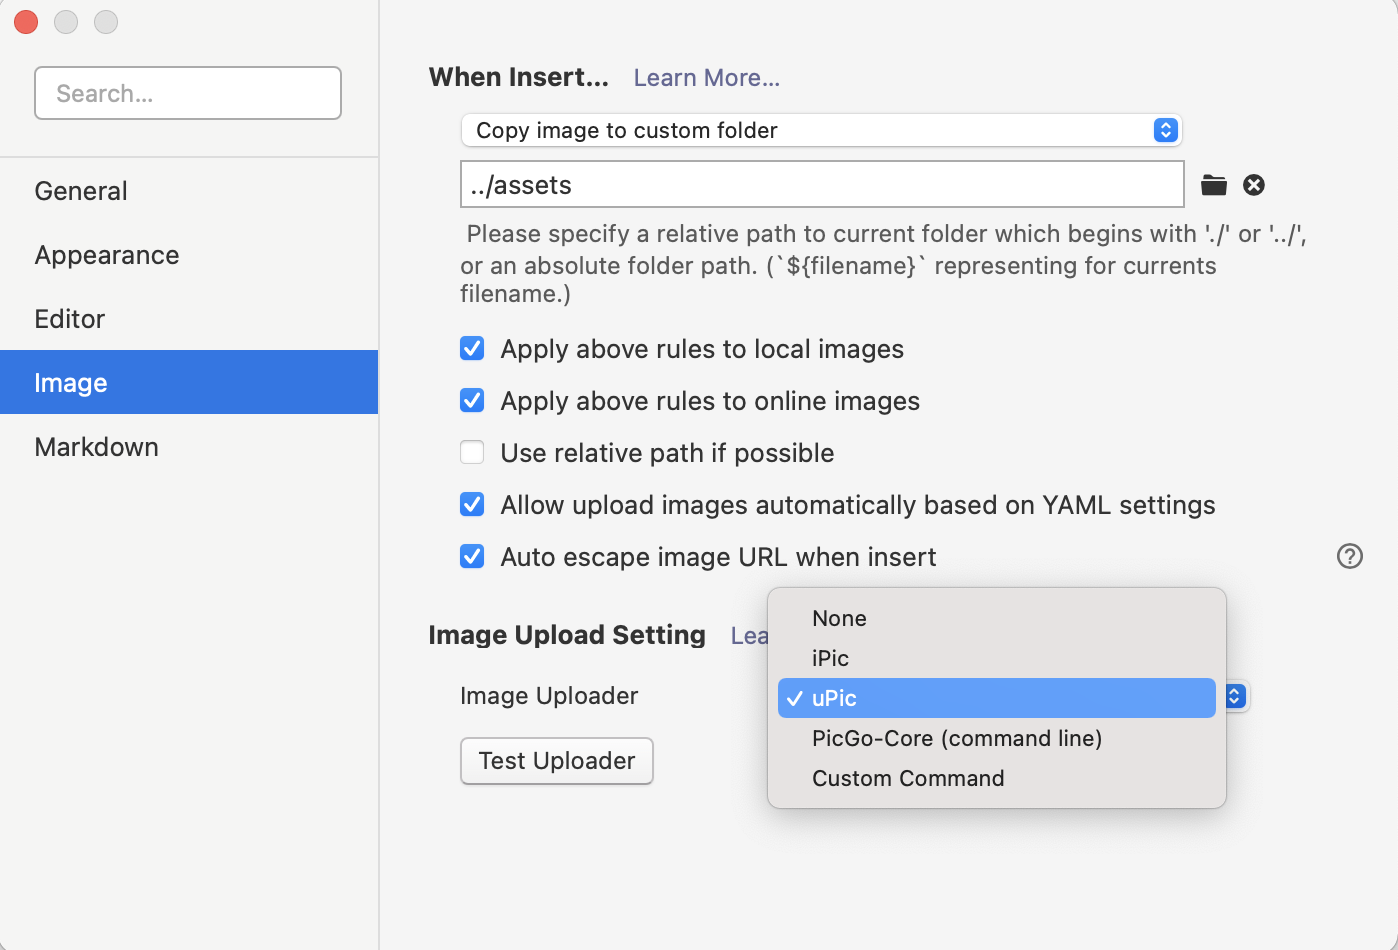 Search...
General
Appearance
Editor
Image
Markdown
When Insert... Learn More...
Copy image to custom folder
../assets
Please specify a relative path to current folder which begins with './' or '../',
or an absolute folder path. (`${filename}` representing for currents
filename.)
Apply above rules to local images
Apply above rules to online images
Use relative path if possible
Allow upload images automatically based on YAML settings
Auto escape image URL when insert
Image Upload Setting Lea
Image Uploader
Test Uploader
None
iPic
uPic
PicGo-Core (command line)
Custom Command